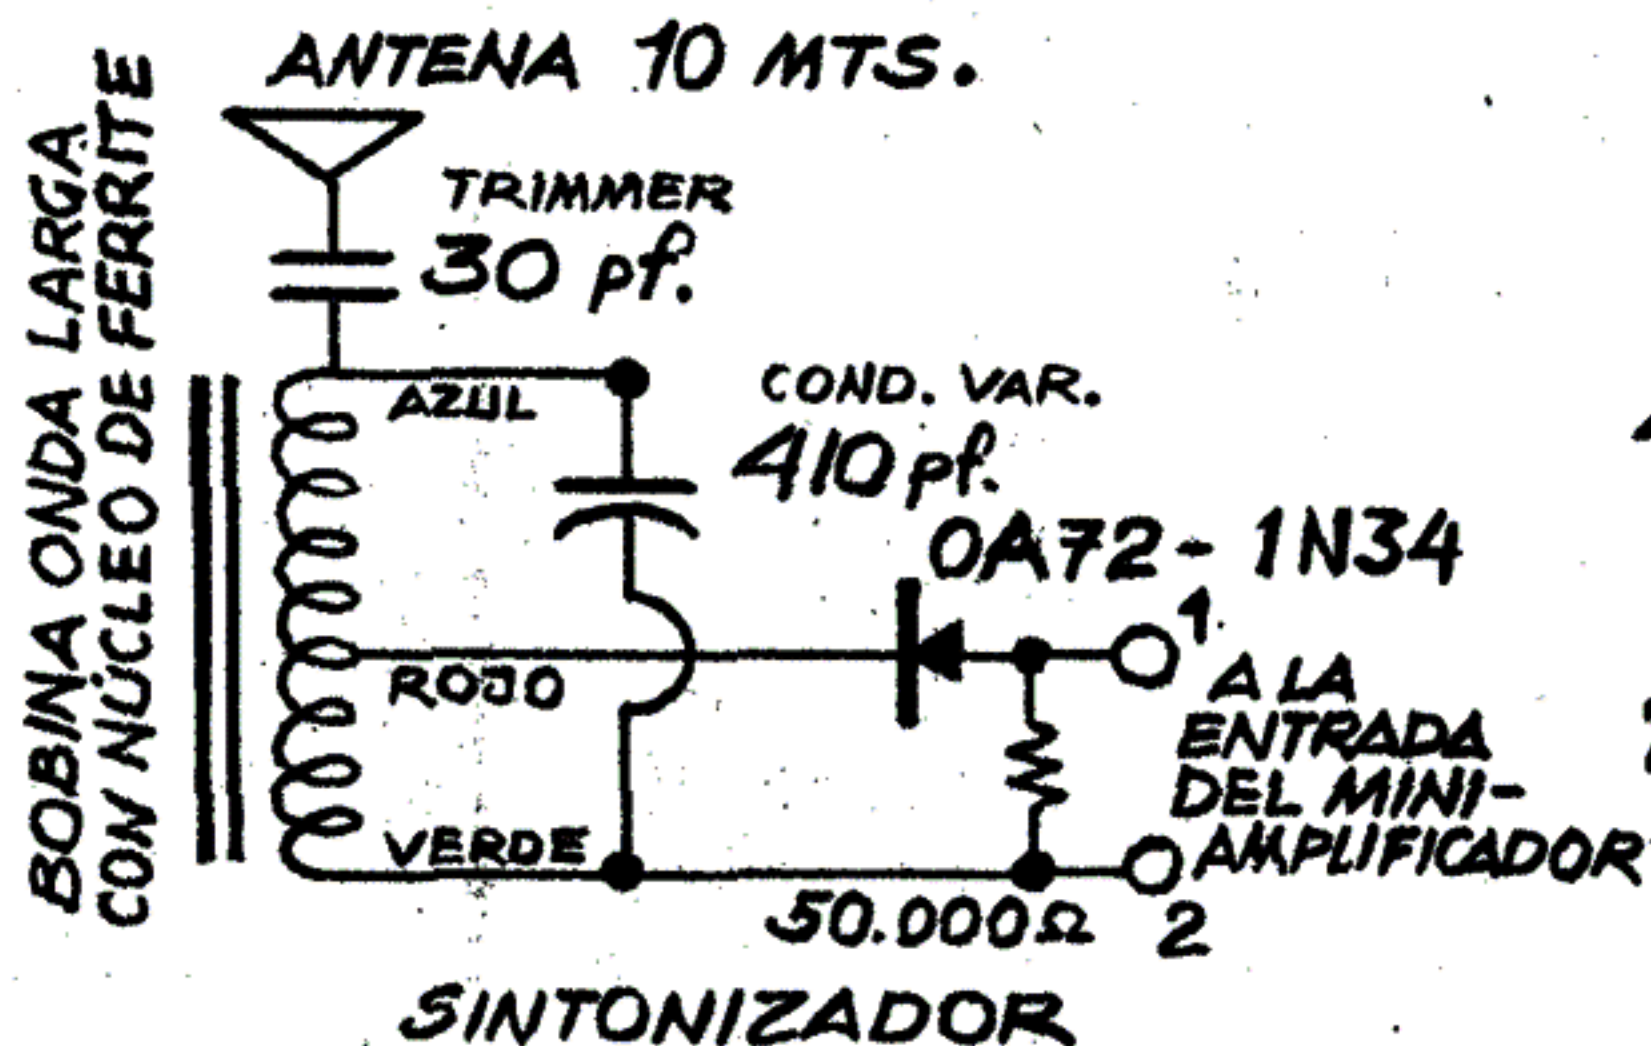 BOBINA ONDA LARGA
CON NÚCLEO DE FERRITE
ANTENA 10 MTS.
TRIMMER
30 pf.
AZUL
COND. VAR.
410 pf.
OA72 - 1N34
1.
ROJO
A LA
ENTRADA
DEL MINI-
AMPLIFICADOR
VERDE
50.000Ω
2
SINTONIZADOR